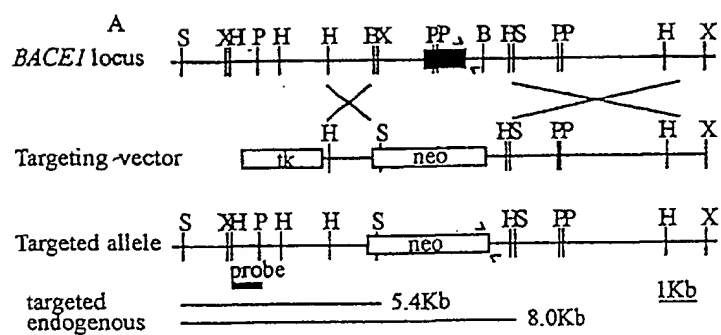 A
S XH P H H BX PP B HS PP H X
BACE1 locus
H S HS PP H X
Targeting-vector tk neo
S XH P H H S HS PP H X
Targeted allele neo
probe
targeted 5.4Kb 1Kb
endogenous 8.0Kb